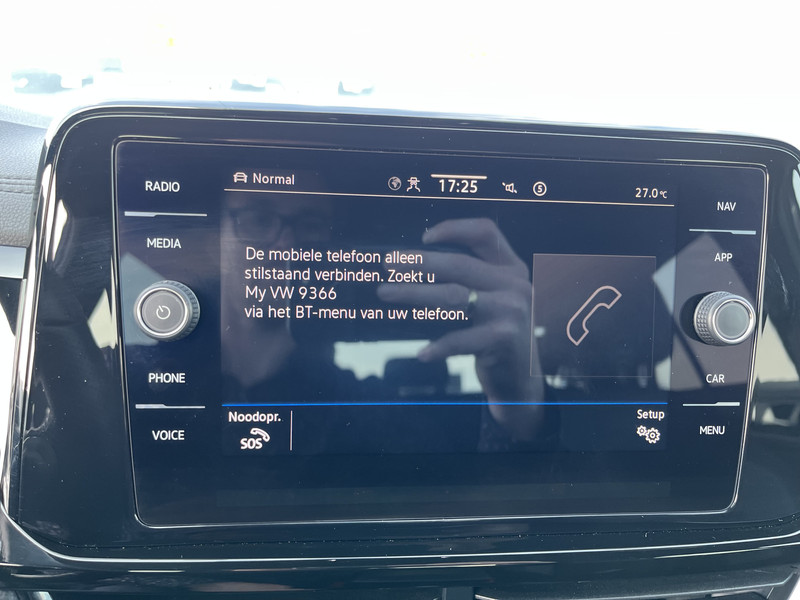 RADIO
MEDIA
PHONE
VOICE
Normal
17:25
S
27.0°C
De mobiele telefoon alleen
stilstaand verbinden. Zoekt u
My VW 9366
via het BT-menu van uw telefoon.
Noodopr.
SOS
Setup
NAV
APP
CAR
MENU